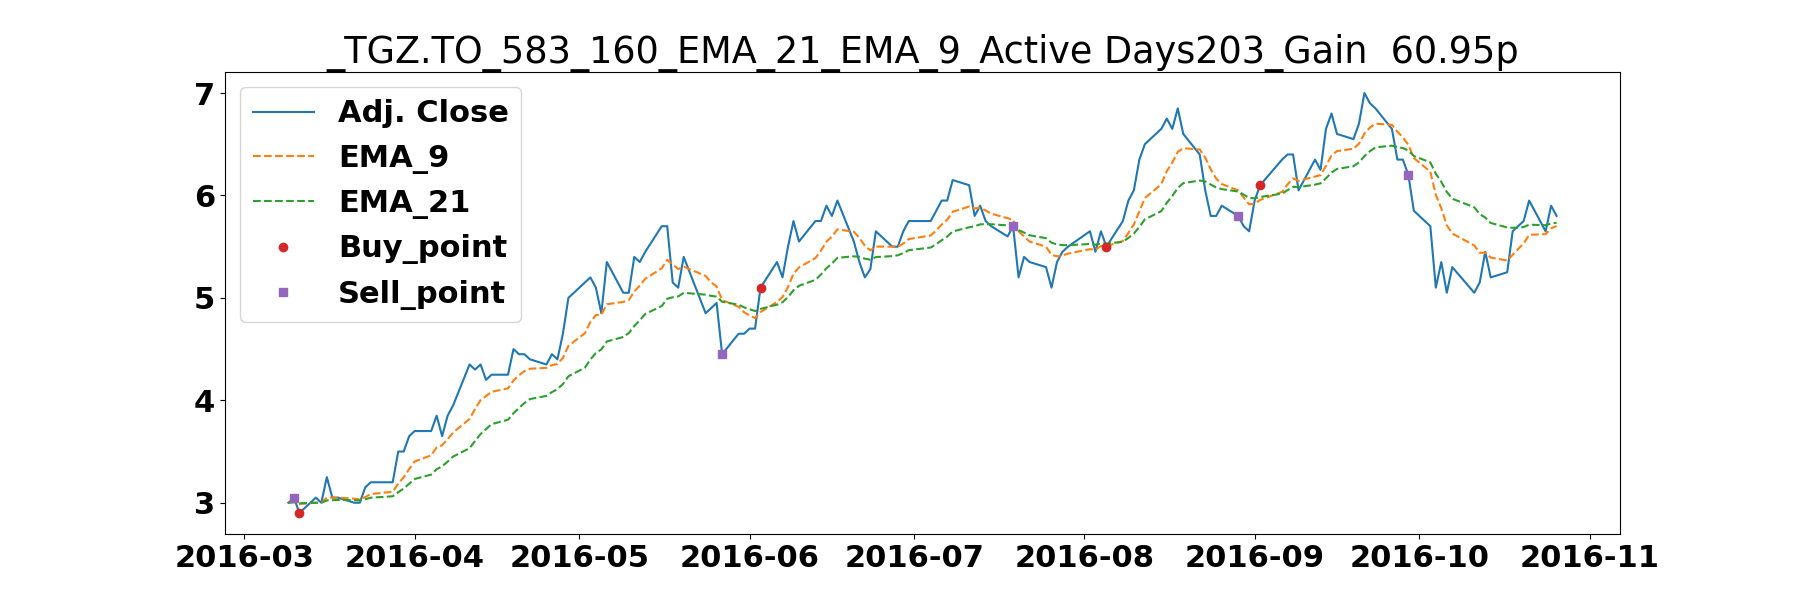 _TGZ.TO_583_160_EMA_21_EMA_9_Active Days203_Gain  60.95p
Adj. Close
EMA_9
EMA_21
Buy_point
Sell_point
7
6
5
4
3
2016-03 2016-04 2016-05 2016-06 2016-07 2016-08 2016-09 2016-10 2016-11